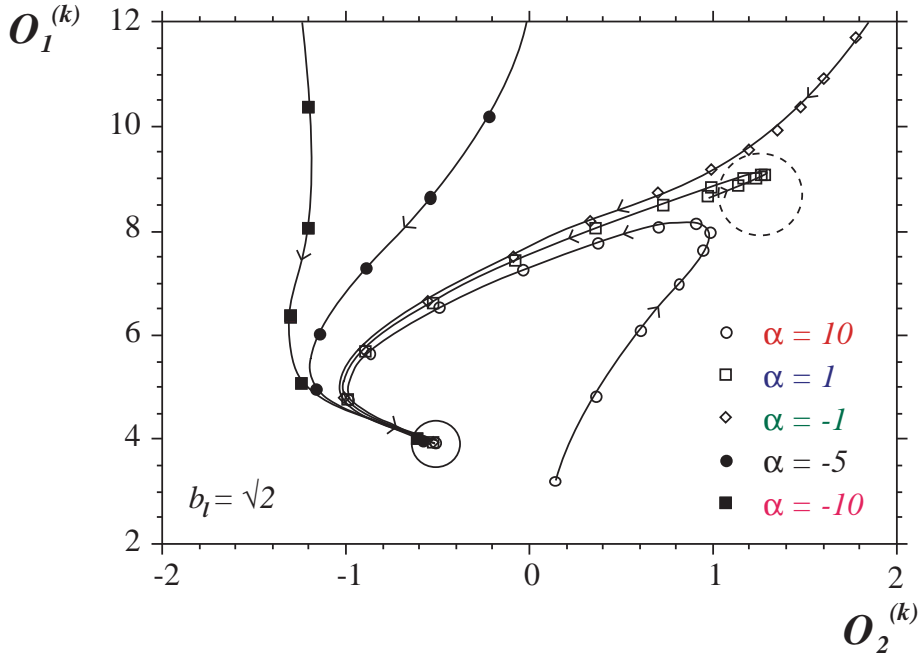 O₁⁽ᵏ⁾
12
10
8
6
4
2
-2 -1 0 1 2
O₂⁽ᵏ⁾
b_l = √2
α = 10
α = 1
α = -1
α = -5
α = -10